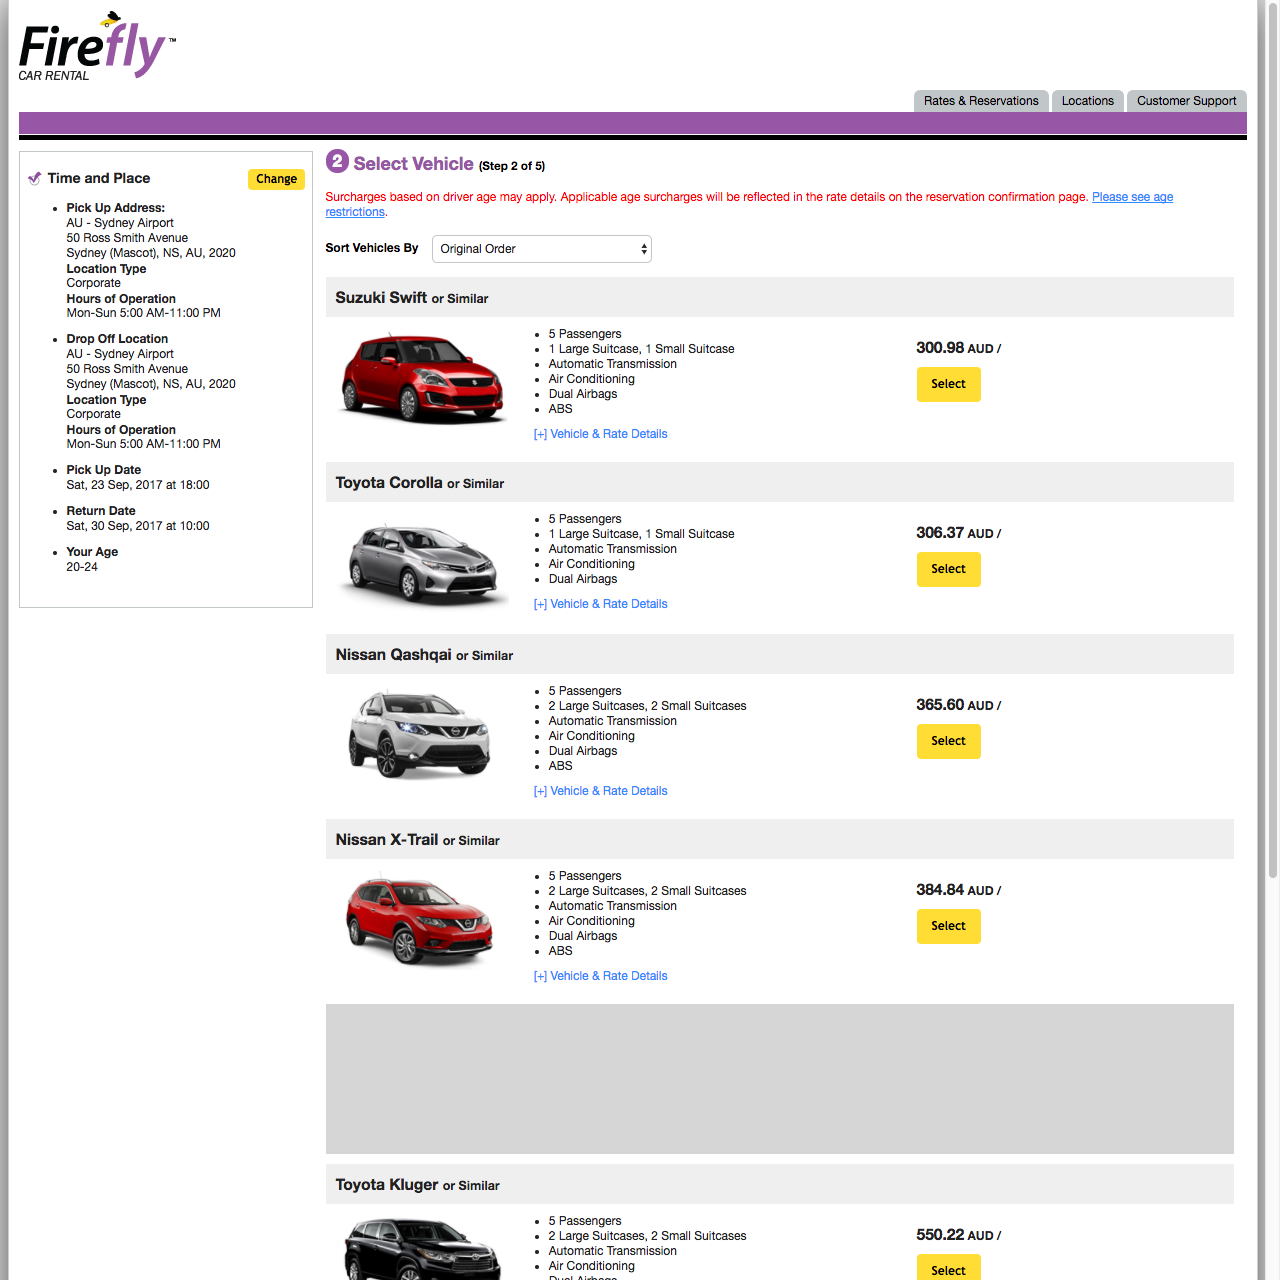 Firefly™
CAR RENTAL
Rates & Reservations
Locations
Customer Support
Time and Place
Change
Pick Up Address:
AU - Sydney Airport
50 Ross Smith Avenue
Sydney (Mascot), NS, AU, 2020
Location Type
Corporate
Hours of Operation
Mon-Sun 5:00 AM-11:00 PM
Drop Off Location
AU - Sydney Airport
50 Ross Smith Avenue
Sydney (Mascot), NS, AU, 2020
Location Type
Corporate
Hours of Operation
Mon-Sun 5:00 AM-11:00 PM
Pick Up Date
Sat, 23 Sep, 2017 at 18:00
Return Date
Sat, 30 Sep, 2017 at 10:00
Your Age
20-24
2 Select Vehicle (Step 2 of 5)
Surcharges based on driver age may apply. Applicable age surcharges will be reflected in the rate details on the reservation confirmation page. Please see age
restrictions.
Sort Vehicles By Original Order
Suzuki Swift or Similar
5 Passengers
1 Large Suitcase, 1 Small Suitcase
Automatic Transmission
Air Conditioning
Dual Airbags
ABS
[+] Vehicle & Rate Details
300.98 AUD /
Select
Toyota Corolla or Similar
5 Passengers
1 Large Suitcase, 1 Small Suitcase
Automatic Transmission
Air Conditioning
Dual Airbags
[+] Vehicle & Rate Details
306.37 AUD /
Select
Nissan Qashqai or Similar
5 Passengers
2 Large Suitcases, 2 Small Suitcases
Automatic Transmission
Air Conditioning
Dual Airbags
ABS
[+] Vehicle & Rate Details
365.60 AUD /
Select
Nissan X-Trail or Similar
5 Passengers
2 Large Suitcases, 2 Small Suitcases
Automatic Transmission
Air Conditioning
Dual Airbags
ABS
[+] Vehicle & Rate Details
384.84 AUD /
Select
Toyota Kluger or Similar
5 Passengers
2 Large Suitcases, 2 Small Suitcases
Automatic Transmission
Air Conditioning
Dual Airbags
550.22 AUD /
Select